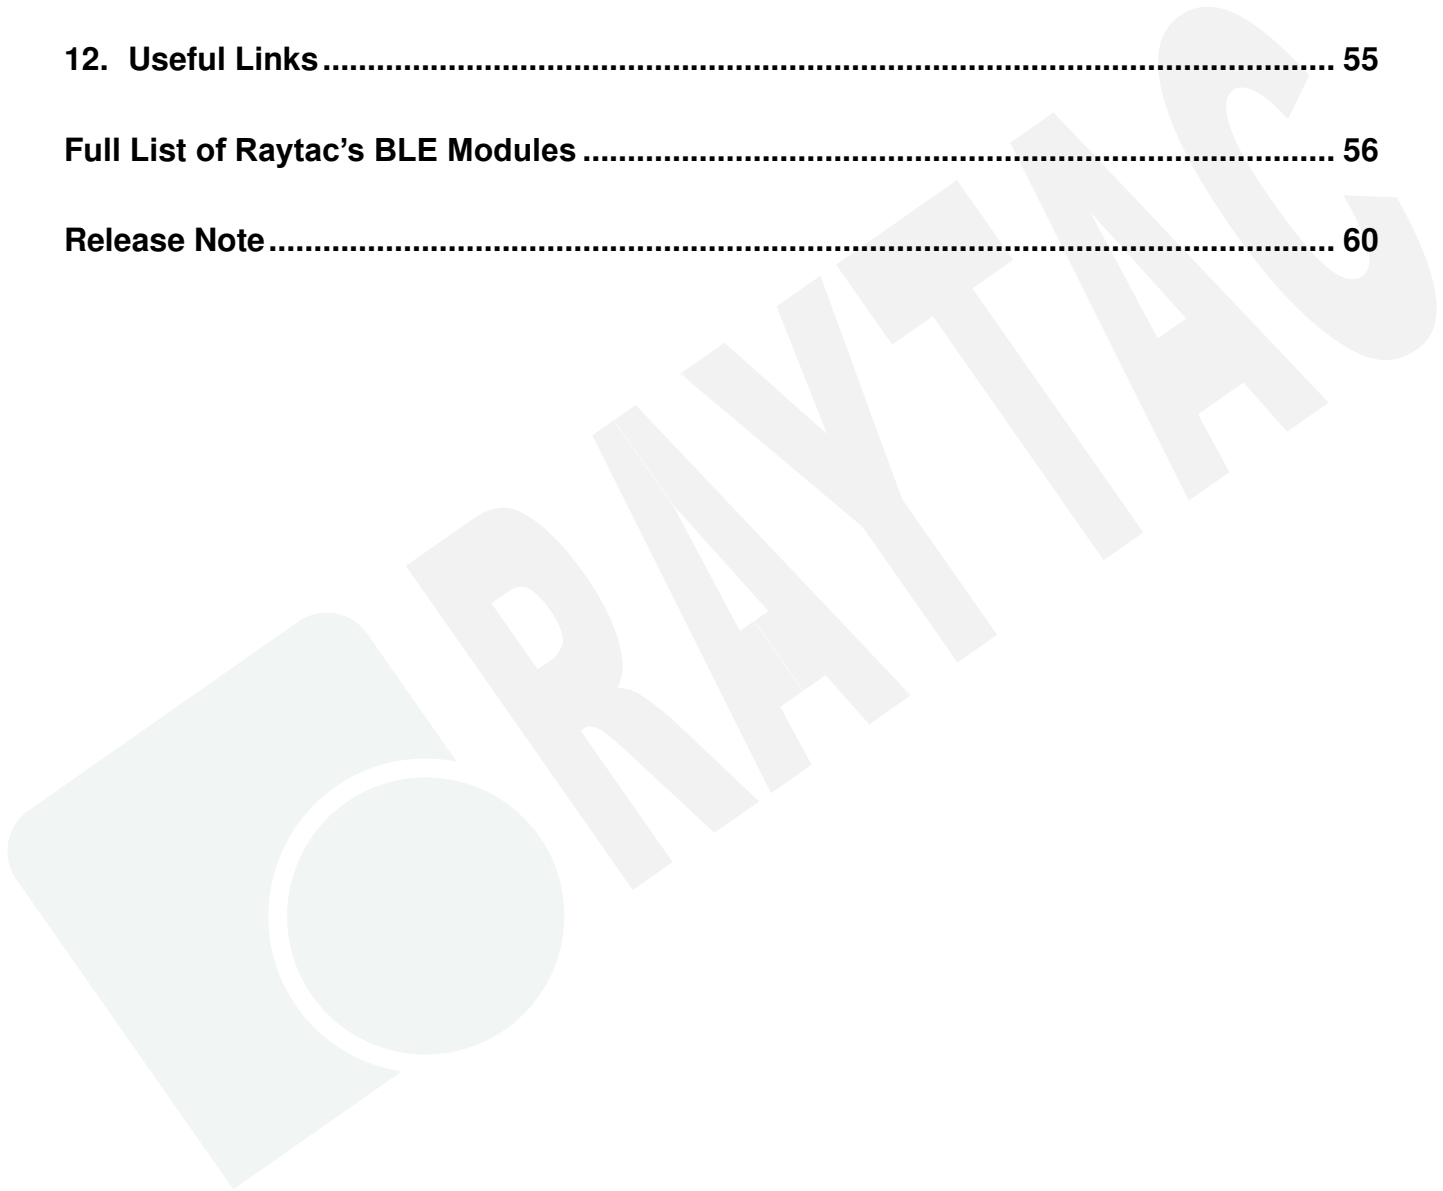 12. Useful Links........................................................................................................................ 55
Full List of Raytac’s BLE Modules.................................................................................... 56
Release Note........................................................................................................................ 60
RAYTAC